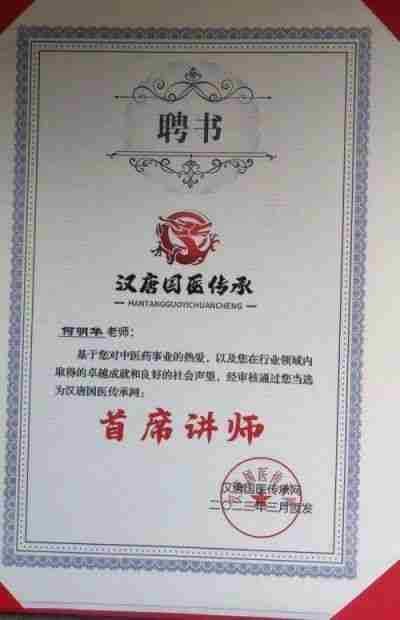 聘书
汉唐国医传承
HANTANGGUOYICHUANCHENG
何明华老师：
基于您对中医药事业的热爱，以及您在行业领域内
取得的卓越成就和良好的社会声望，经审核通过您当选
为汉唐国医传承网：
首席讲师
汉唐国医传承网
二〇二三年三月颁发